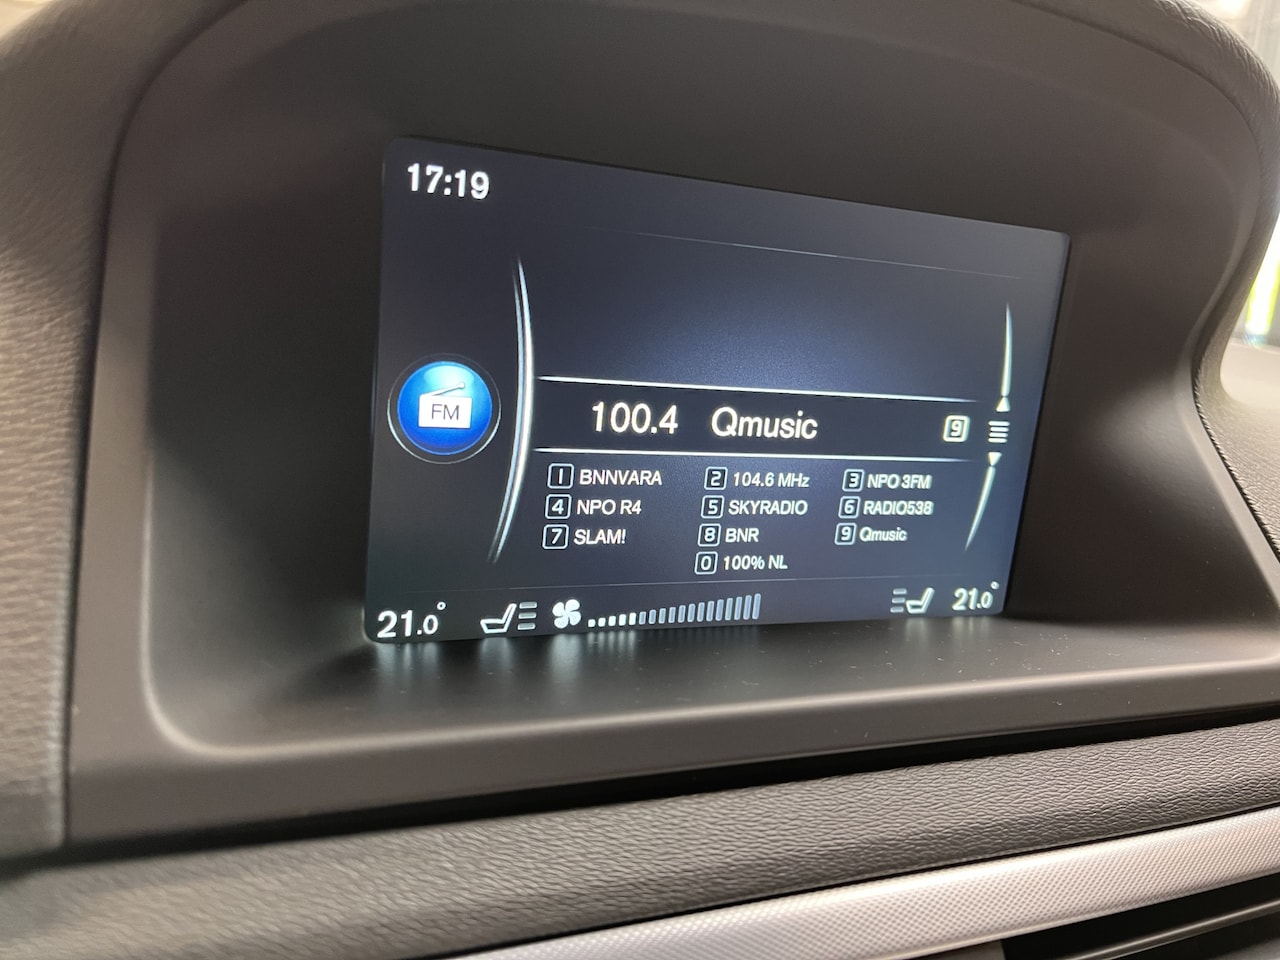 17:19
FM
100.4 Qmusic 9
1 BNNVARA 2 104.6 MHz 3 NPO 3FM
4 NPO R4 5 SKYRADIO 6 RADIO538
7 SLAM! 8 BNR 9 Qmusic
0 100% NL
21.0° 21.0°